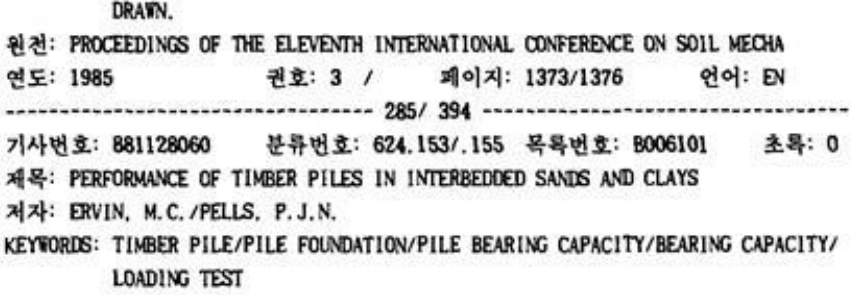 DRAWN.
원전: PROCEEDINGS OF THE ELEVENTH INTERNATIONAL CONFERENCE ON SOIL MECHA
연도: 1985 권호: 3 / 페이지: 1373/1376 언어: EN
---------------------------------- 285/ 394 ----------------------------------
기사번호: 881128060 분류번호: 624.153/.155 목록번호: B006101 초록: 0
제목: PERFORMANCE OF TIMBER PILES IN INTERBEDDED SANDS AND CLAYS
저자: ERVIN, M.C./PELLS, P.J.N.
KEYWORDS: TIMBER PILE/PILE FOUNDATION/PILE BEARING CAPACITY/BEARING CAPACITY/
LOADING TEST